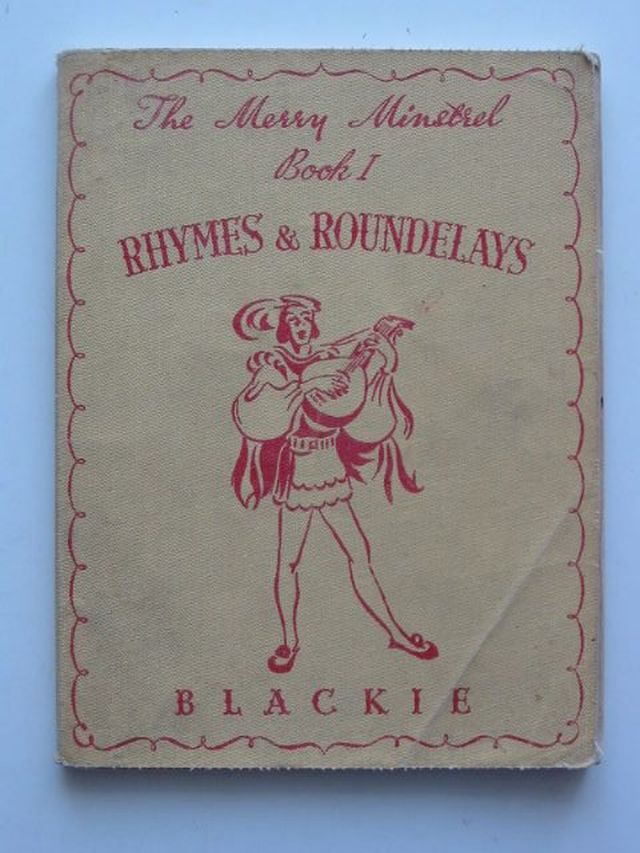 The Merry Minstrel
Book I
RHYMES & ROUNDELAYS
BLACKIE